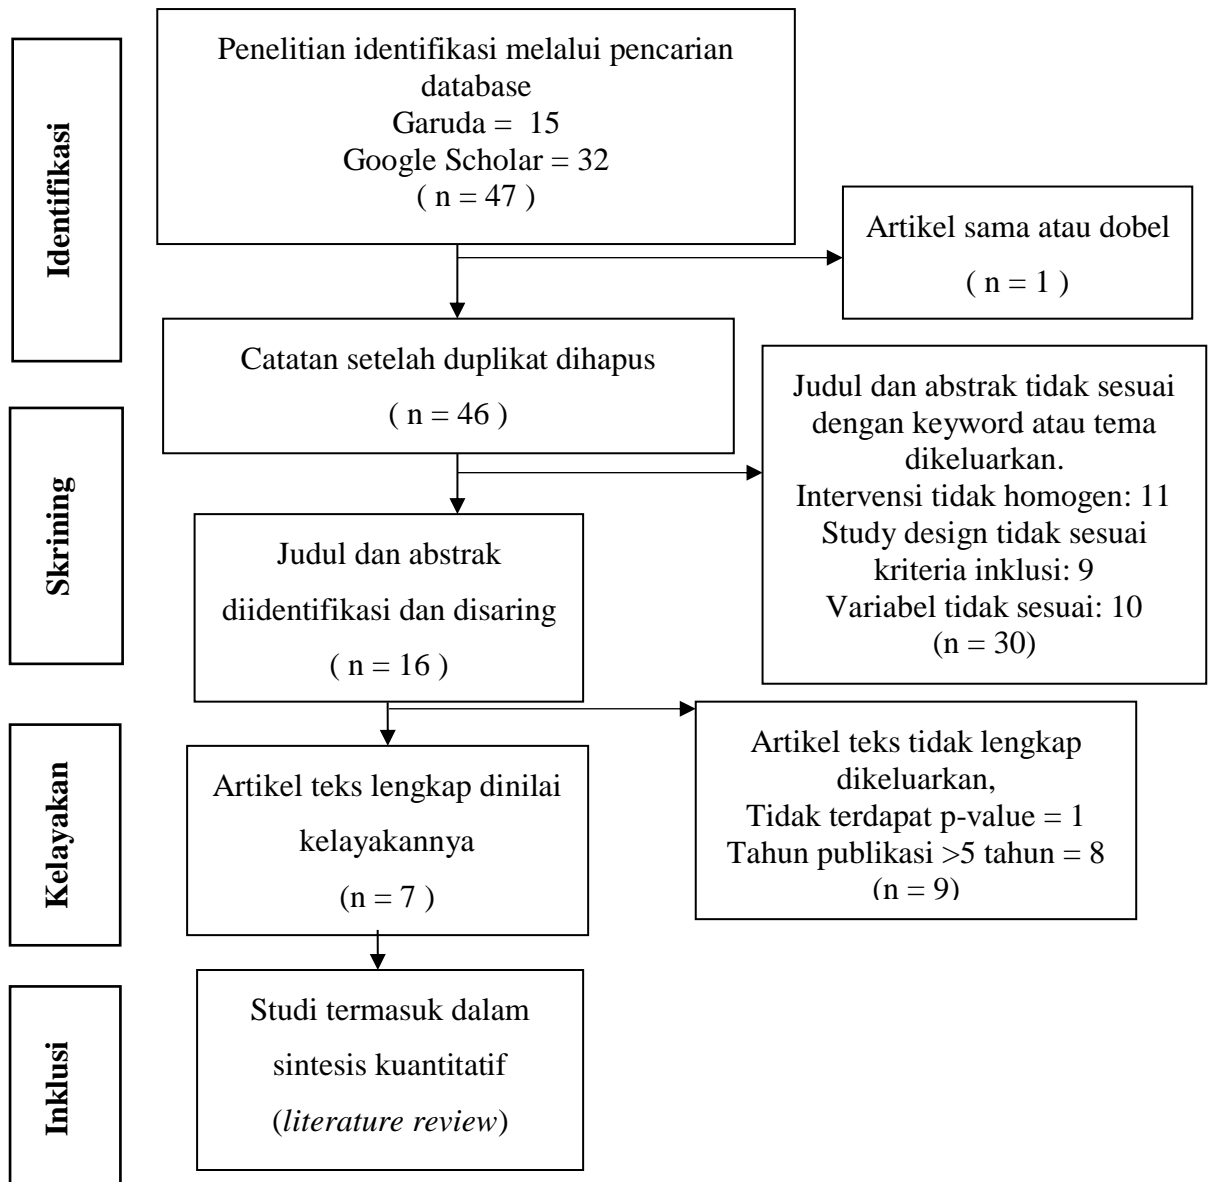 Identifikasi
Penelitian identifikasi melalui pencarian
database
Garuda = 15
Google Scholar = 32
( n = 47 )
Artikel sama atau dobel
( n = 1 )
Catatan setelah duplikat dihapus
( n = 46 )
Skrining
Judul dan abstrak tidak sesuai
dengan keyword atau tema
dikeluarkan.
Intervensi tidak homogen: 11
Study design tidak sesuai
kriteria inklusi: 9
Variabel tidak sesuai: 10
(n = 30)
Judul dan abstrak
diidentifikasi dan disaring
( n = 16 )
Kelayakan
Artikel teks lengkap dinilai
kelayakannya
(n = 7 )
Artikel teks tidak lengkap
dikeluarkan,
Tidak terdapat p-value = 1
Tahun publikasi >5 tahun = 8
(n = 9)
Inklusi
Studi termasuk dalam
sintesis kuantitatif
(literature review)